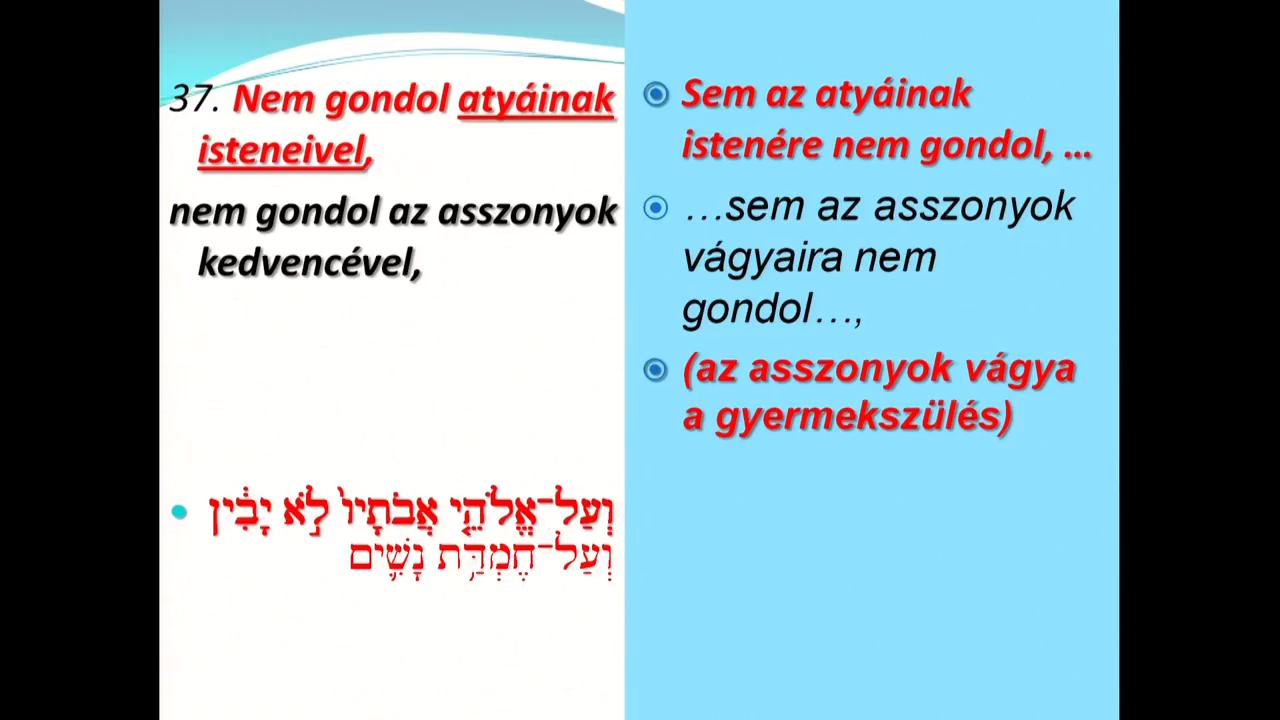 37. Nem gondol atyáinak
isteneivel,
nem gondol az asszonyok
kedvencével,
וְעַל־אֱלֹהֵ֤י אֲבֹתָיו֙ לֹ֣א יָבִ֔ין
וְעַל־חֶמְדַּ֥ת נָשִׁ֛ים
Sem az atyáinak
istenére nem gondol, ...
…sem az asszonyok
vágyaira nem
gondol…,
(az asszonyok vágya
a gyermekszülés)